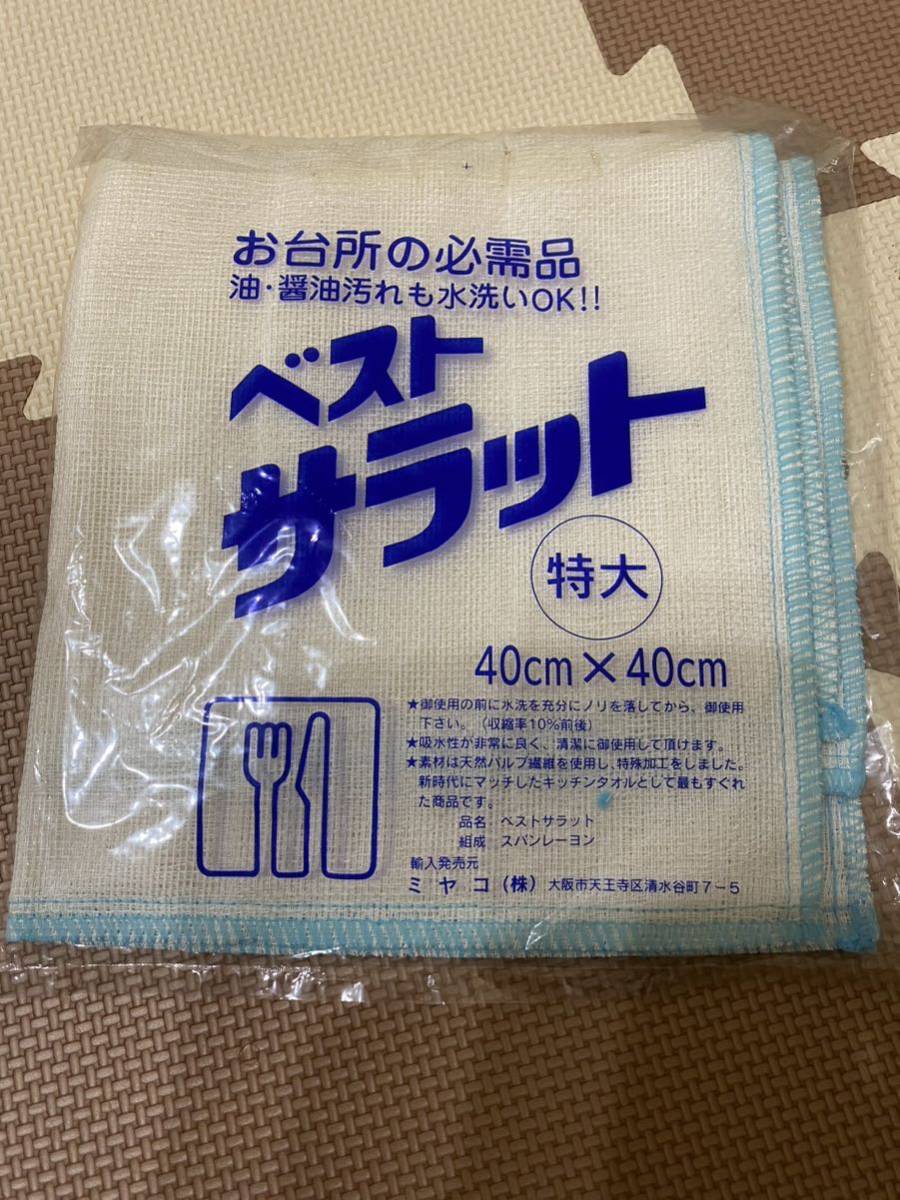 お台所の必需品
油・醤油汚れも水洗いOK!!
ベスト
サラット
特大
40cm×40cm
★御使用の前に水洗を充分にノリを落してから、御使用
下さい。(収縮率10%前後)
★吸水性が非常に良く、清潔に御使用して頂けます。
★素材は天然パルプ繊維を使用し、特殊加工をしました。
新時代にマッチしたキッチンタオルとして最もすぐれ
た商品です。
品名 ベストサラット
組成 スパンレーヨン
輸入発売元
ミヤコ(株) 大阪市天王寺区清水谷町7-5